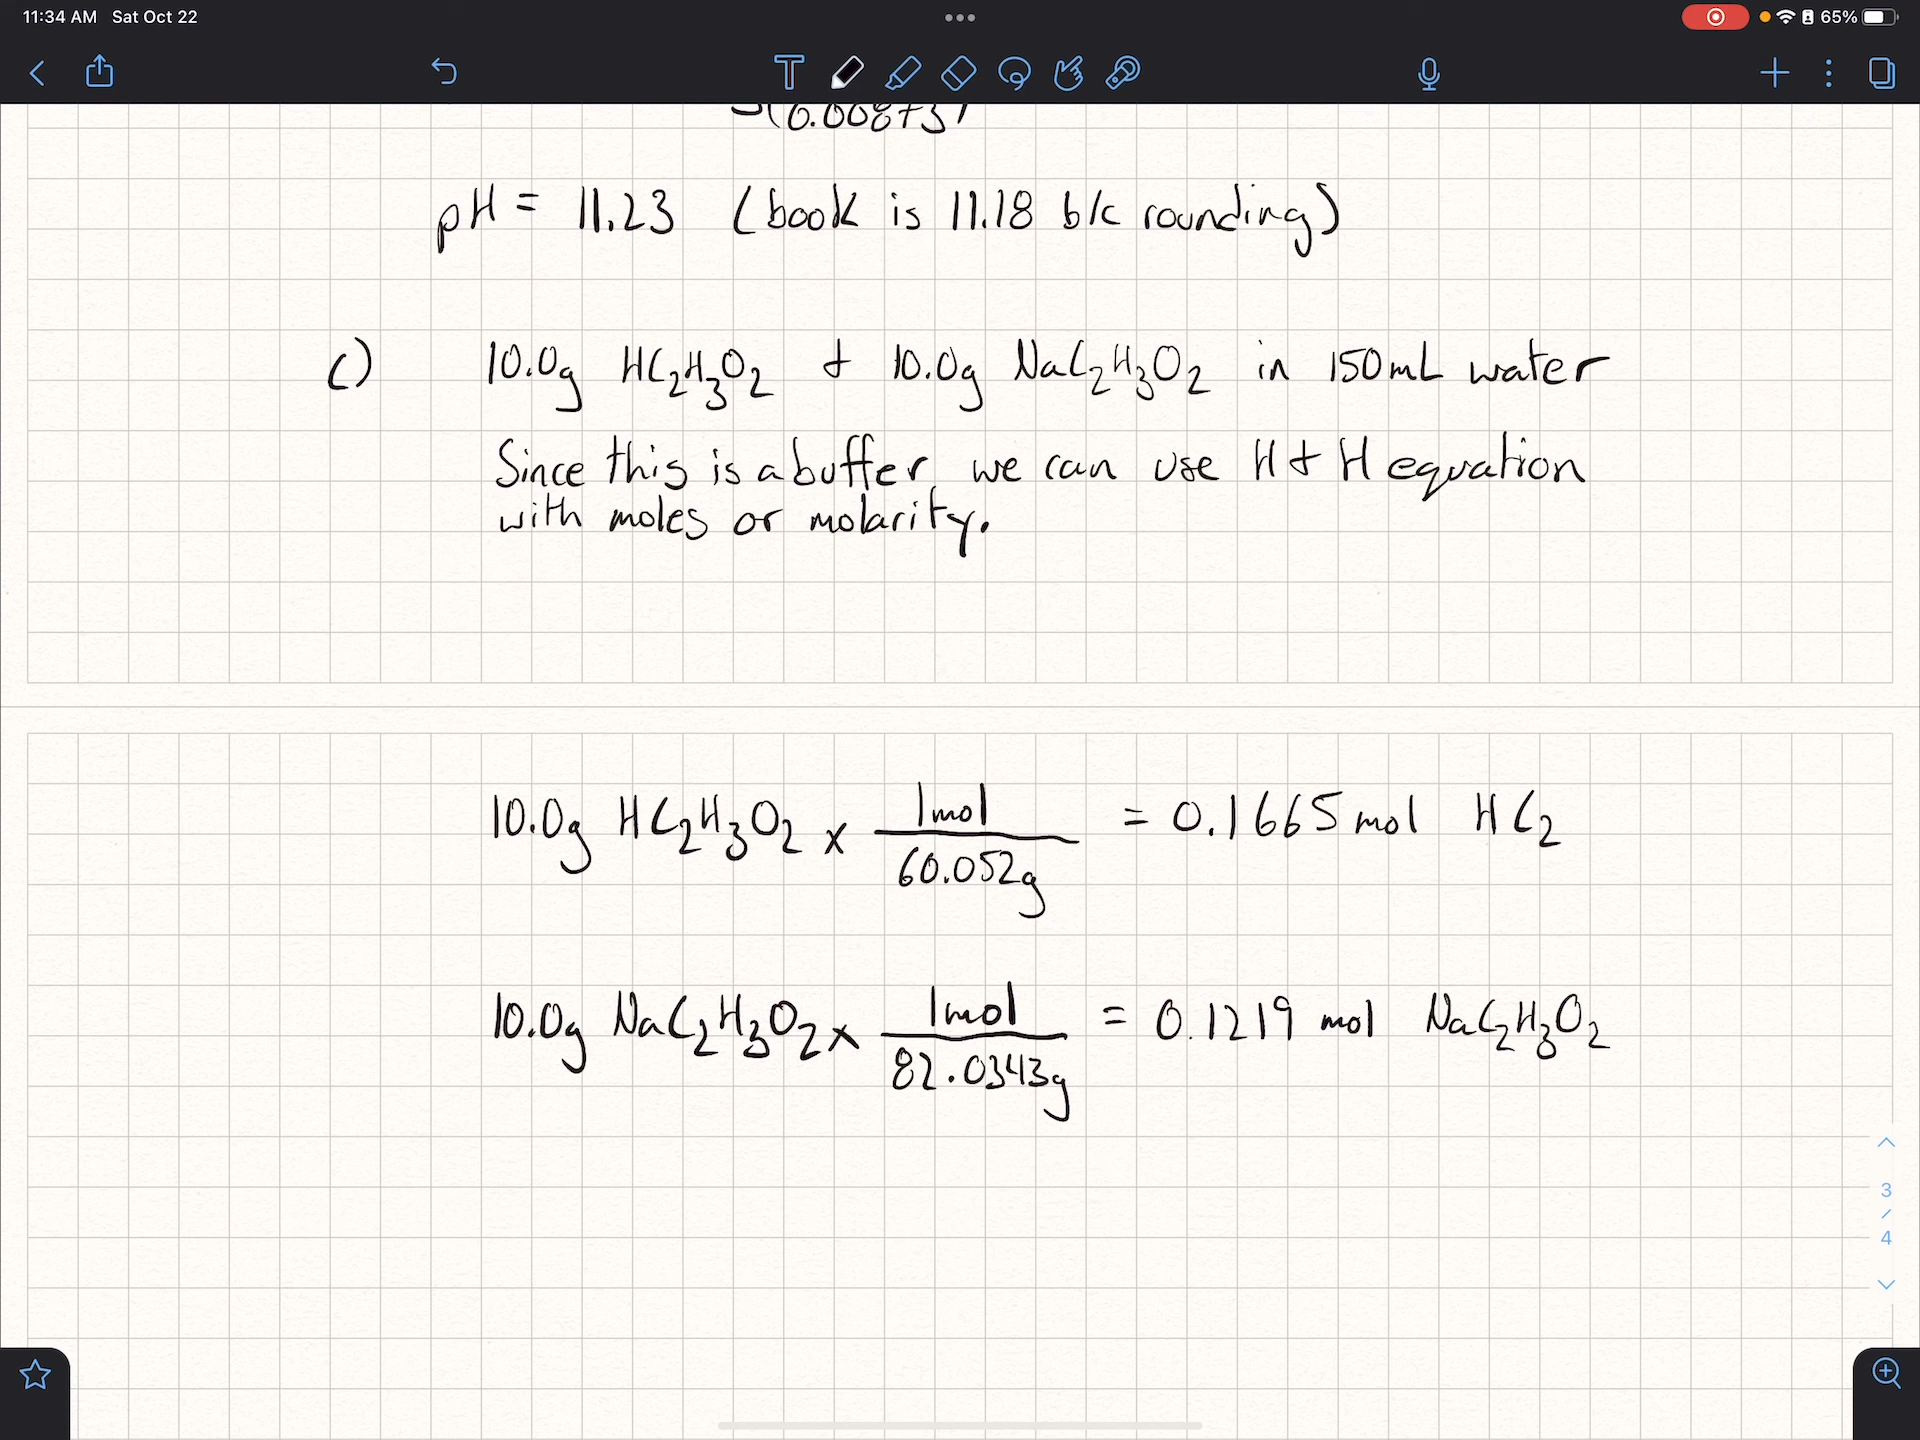 11:34 AM Sat Oct 22
65%
pH = 11.23 (book is 11.18 b/c rounding)
c) 10.0g HC₂H₃O₂ + 10.0g NaC₂H₃O₂ in 150mL water
Since this is a buffer, we can use H + H equation
with moles or molarity.
10.0g HC₂H₃O₂ x 1mol / 60.052g = 0.1665 mol HC₂
10.0g NaC₂H₃O₂ x 1mol / 82.0343g = 0.1219 mol NaC₂H₃O₂
3
/
4